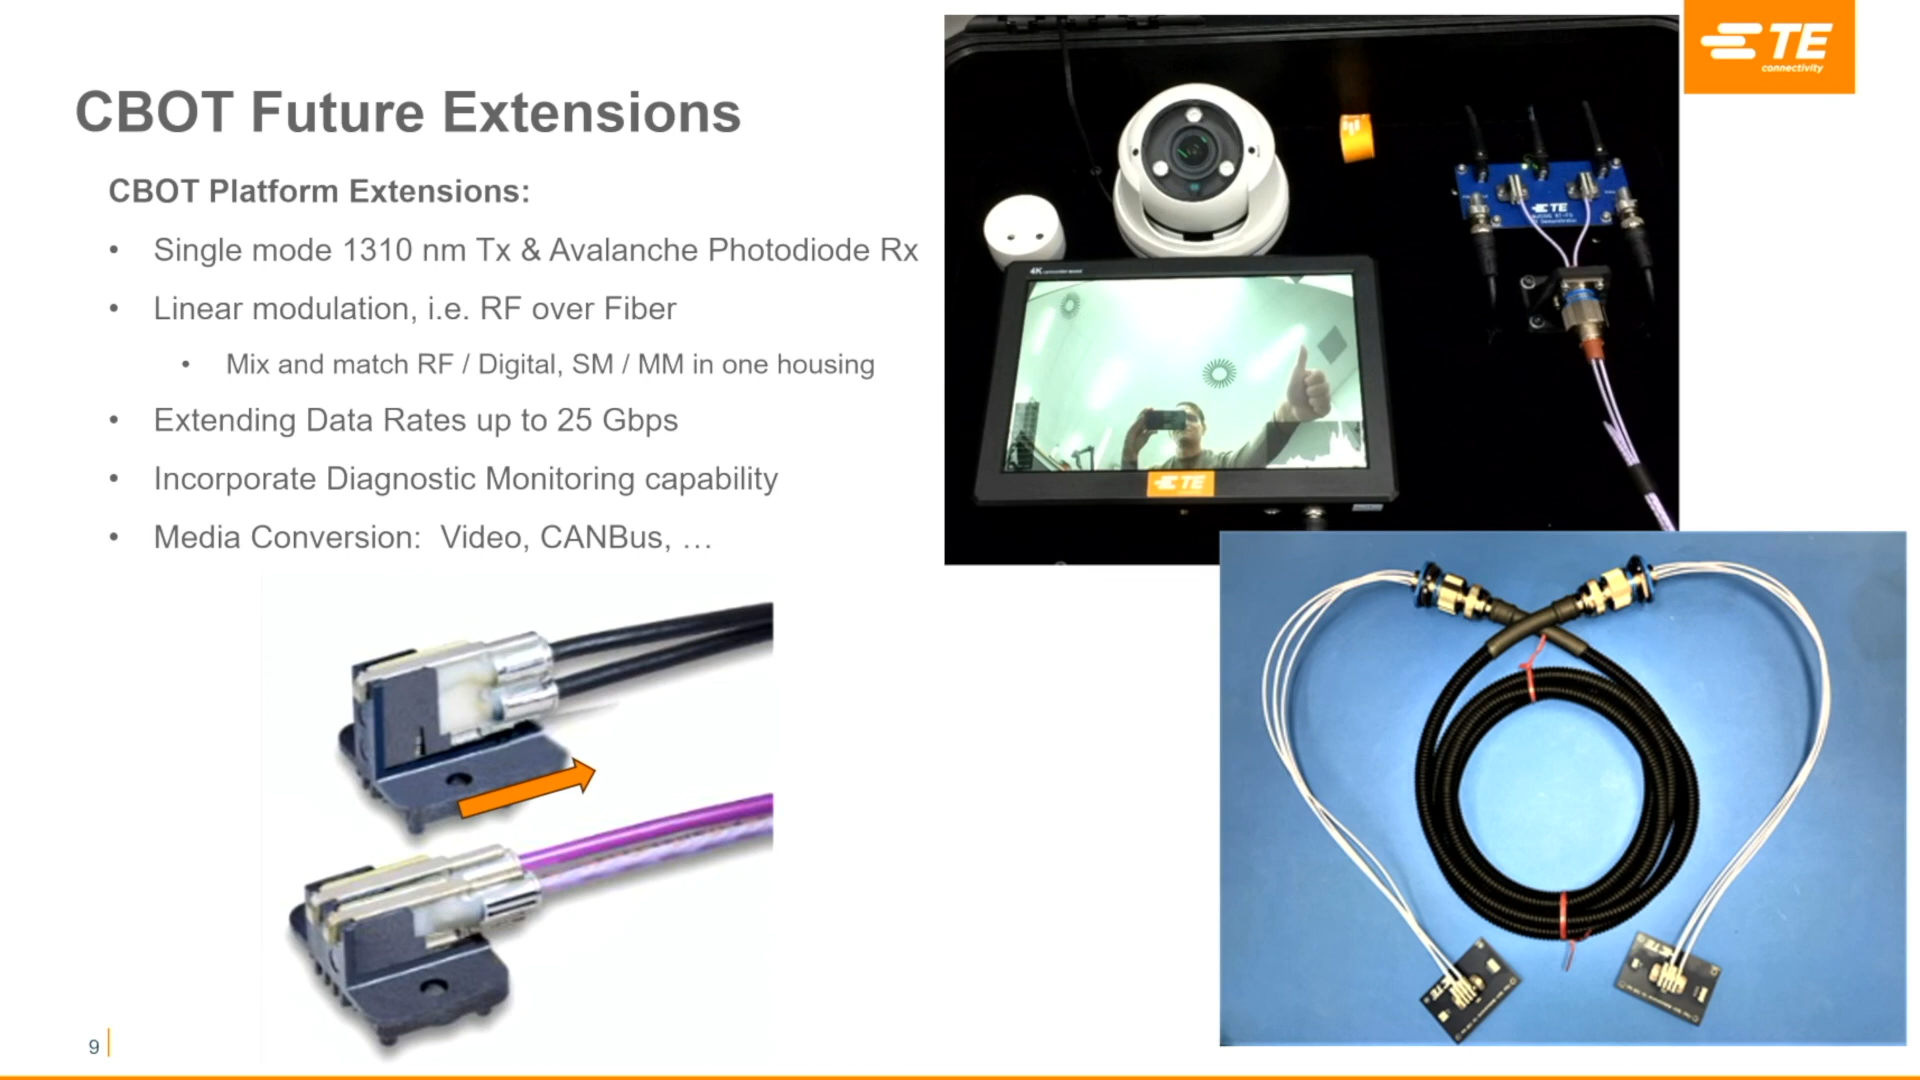 TE
connectivity
CBOT Future Extensions
CBOT Platform Extensions:
• Single mode 1310 nm Tx & Avalanche Photodiode Rx
• Linear modulation, i.e. RF over Fiber
• Mix and match RF / Digital, SM / MM in one housing
• Extending Data Rates up to 25 Gbps
• Incorporate Diagnostic Monitoring capability
• Media Conversion: Video, CANBus, …
4K
TE
TE
TE
TE
9